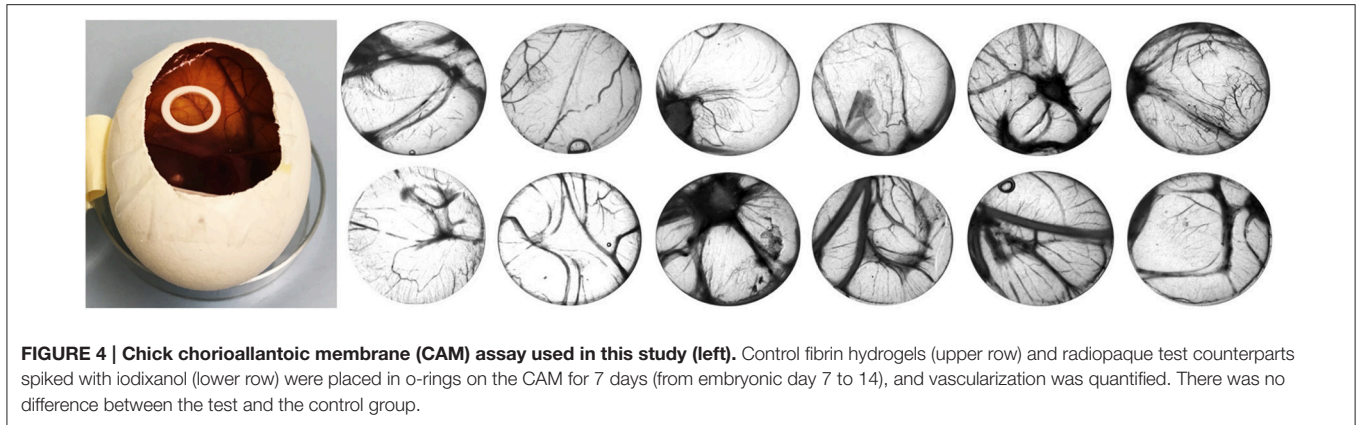 FIGURE 4 | Chick chorioallantoic membrane (CAM) assay used in this study (left). Control fibrin hydrogels (upper row) and radiopaque test counterparts
spiked with iodixanol (lower row) were placed in o-rings on the CAM for 7 days (from embryonic day 7 to 14), and vascularization was quantified. There was no
difference between the test and the control group.